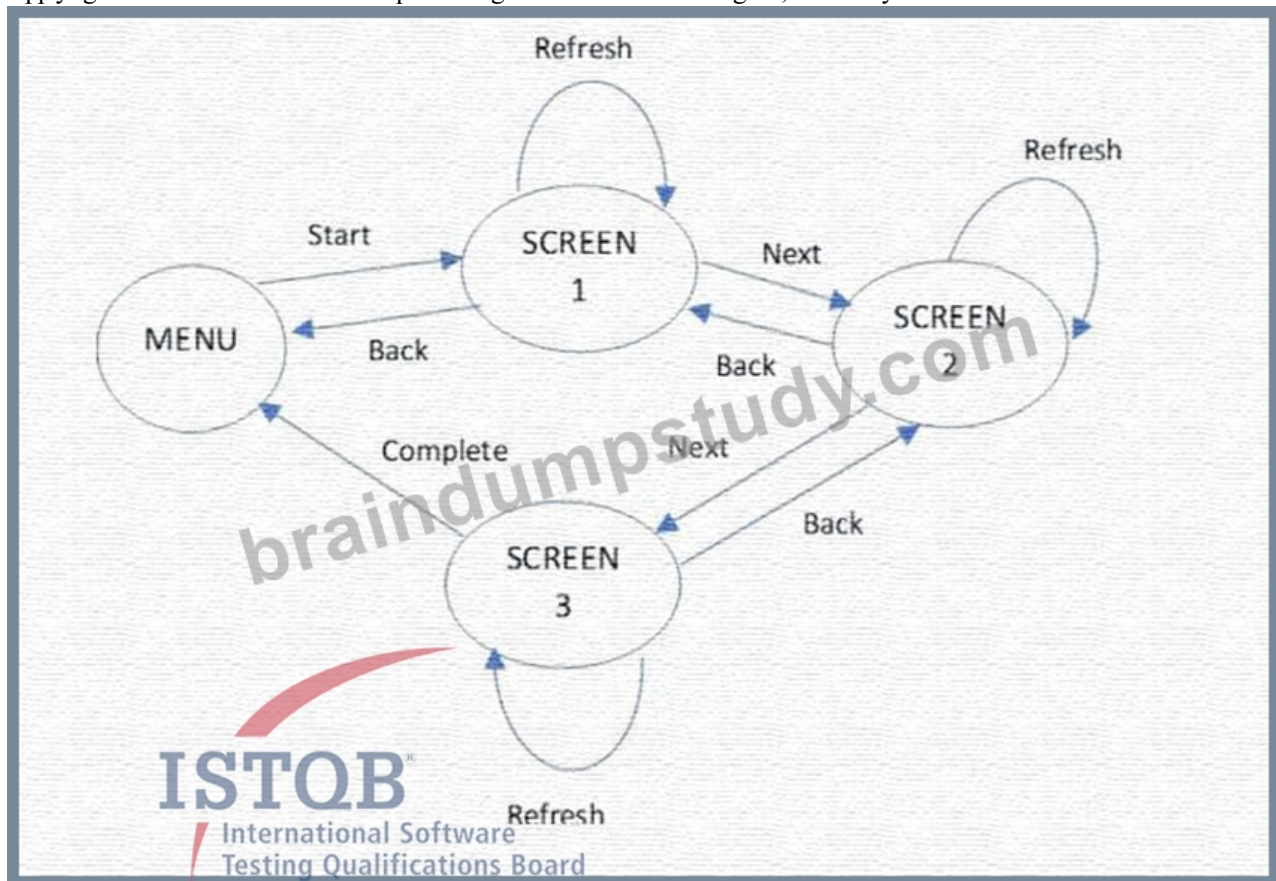 Refresh
Refresh
Start
SCREEN
1
Next
MENU
SCREEN
2
Back
Back
Complete
Next
Back
SCREEN
3
Refresh
braindumpstudy.com
ISTQB®
International Software
Testing Qualifications Board